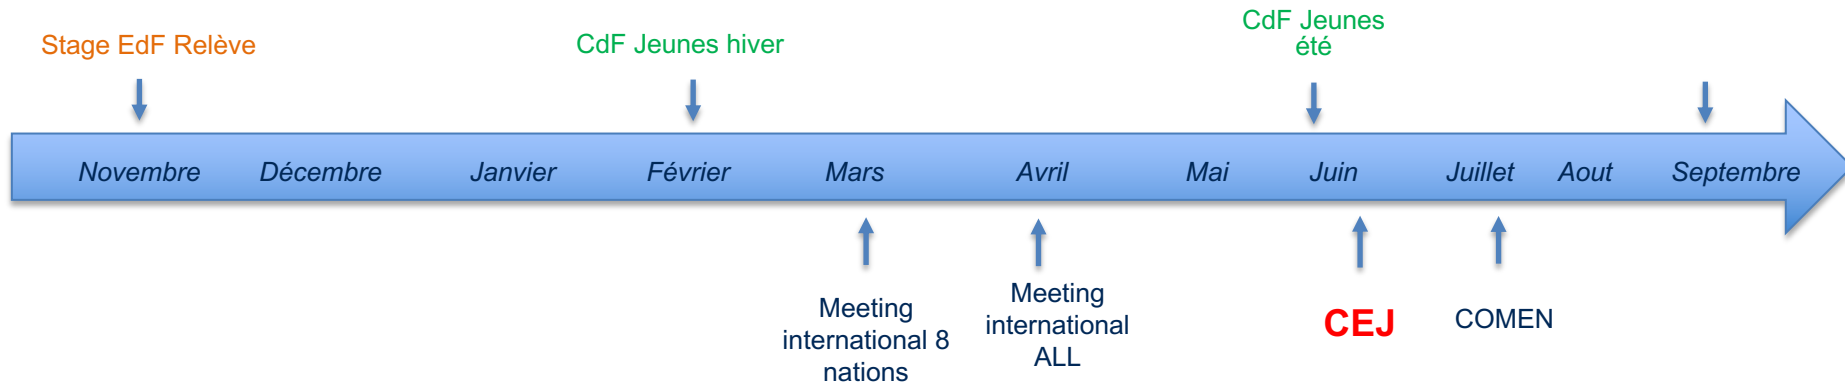 Stage EdF Relève
CdF Jeunes hiver
CdF Jeunes
été
Novembre
Décembre
Janvier
Février
Mars
Avril
Mai
Juin
Juillet
Aout
Septembre
Meeting
international 8
nations
Meeting
international
ALL
CEJ
COMEN